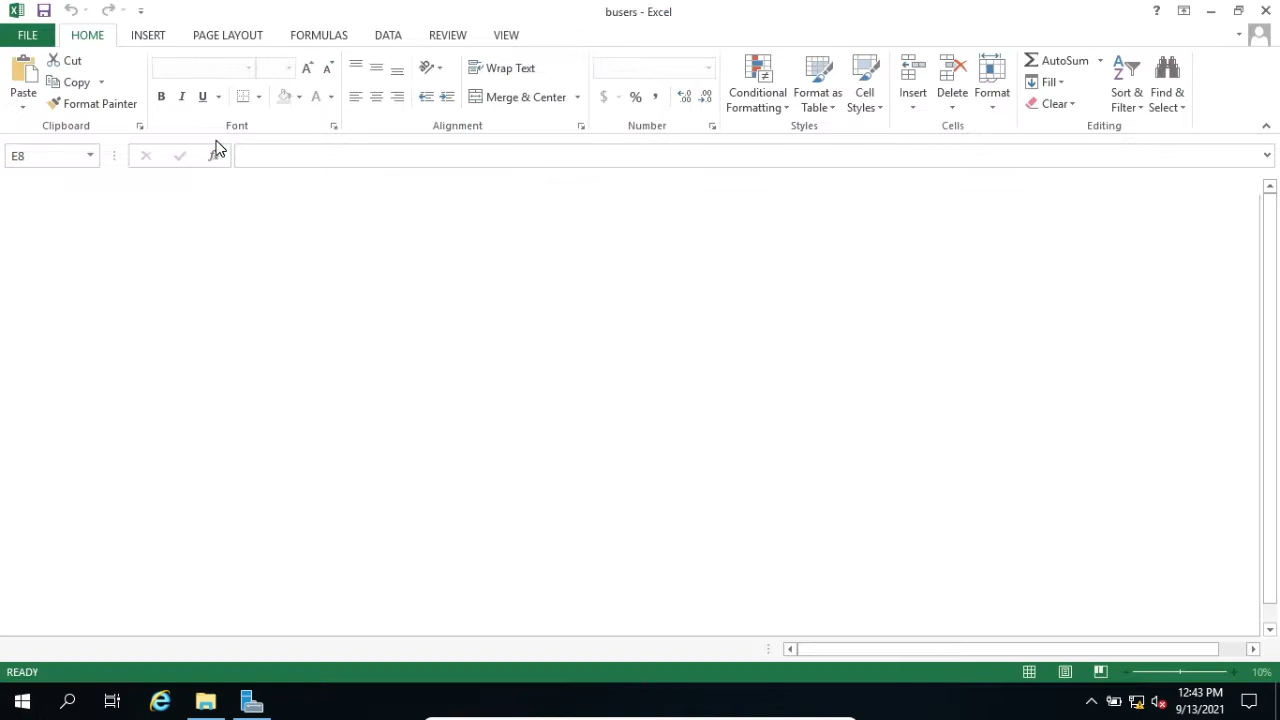 busers - Excel
?
FILE HOME INSERT PAGE LAYOUT FORMULAS DATA REVIEW VIEW
Paste
Cut
Copy
Format Painter
Clipboard
B I U A
Font
Wrap Text
Merge & Center
Alignment
$ % ,
Number
Conditional Formatting
Format as Table
Cell Styles
Styles
Insert Delete Format
Cells
AutoSum
Fill
Clear
Sort & Filter
Find & Select
Editing
E8 fx
READY 10%
12:43 PM
9/13/2021